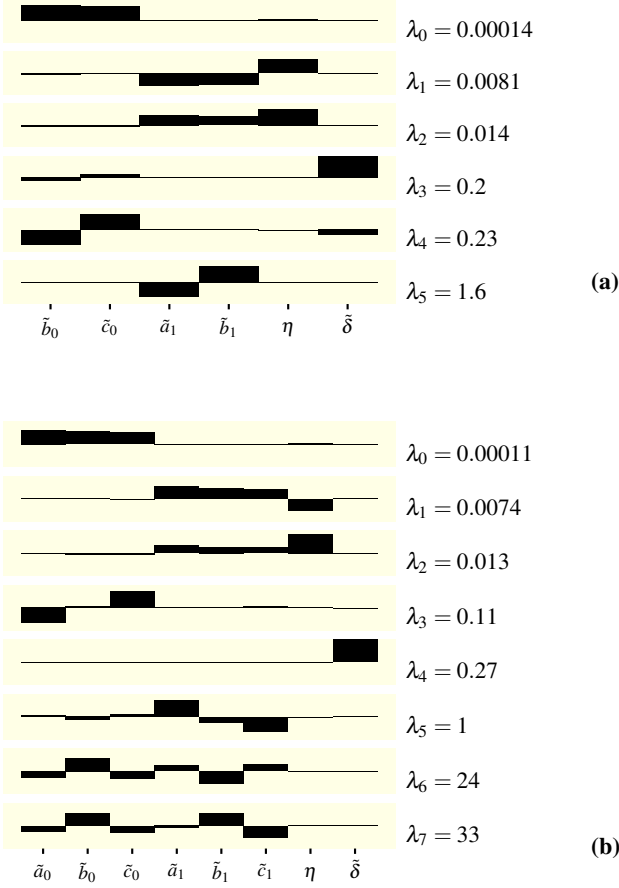 λ₀ = 0.00014
λ₁ = 0.0081
λ₂ = 0.014
λ₃ = 0.2
λ₄ = 0.23
λ₅ = 1.6
(a)
b̃₀ c̃₀ ã₁ b̃₁ η δ̃
λ₀ = 0.00011
λ₁ = 0.0074
λ₂ = 0.013
λ₃ = 0.11
λ₄ = 0.27
λ₅ = 1
λ₆ = 24
λ₇ = 33
(b)
ã₀ b̃₀ c̃₀ ã₁ b̃₁ c̃₁ η δ̃